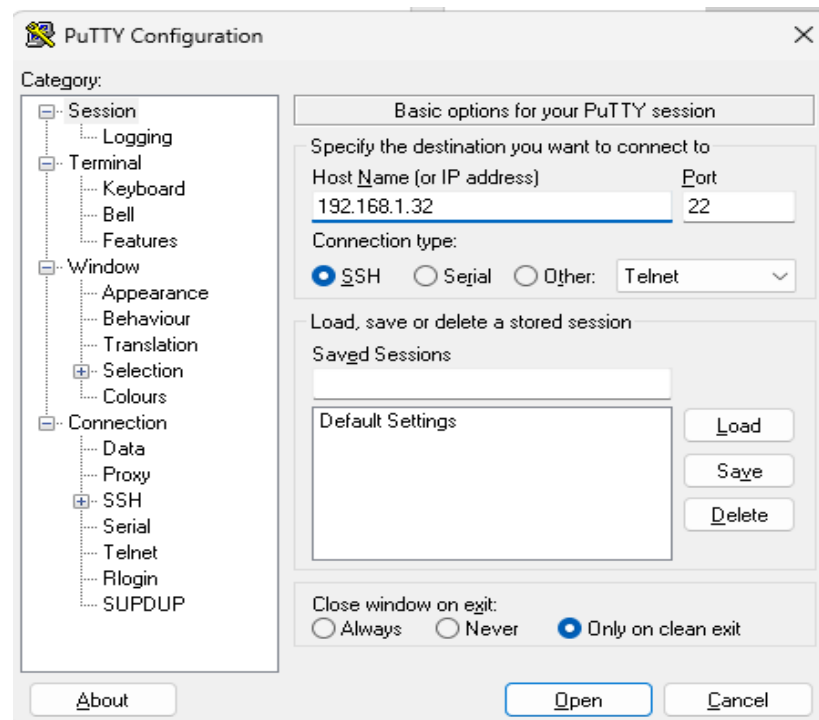 PuTTY Configuration
Category:
Session
Logging
Terminal
Keyboard
Bell
Features
Window
Appearance
Behaviour
Translation
Selection
Colours
Connection
Data
Proxy
SSH
Serial
Telnet
Rlogin
SUPDUP
Basic options for your PuTTY session
Specify the destination you want to connect to
Host Name (or IP address) Port
192.168.1.32 22
Connection type:
SSH Serial Other: Telnet
Load, save or delete a stored session
Saved Sessions
Default Settings
Load
Save
Delete
Close window on exit:
Always Never Only on clean exit
About Open Cancel